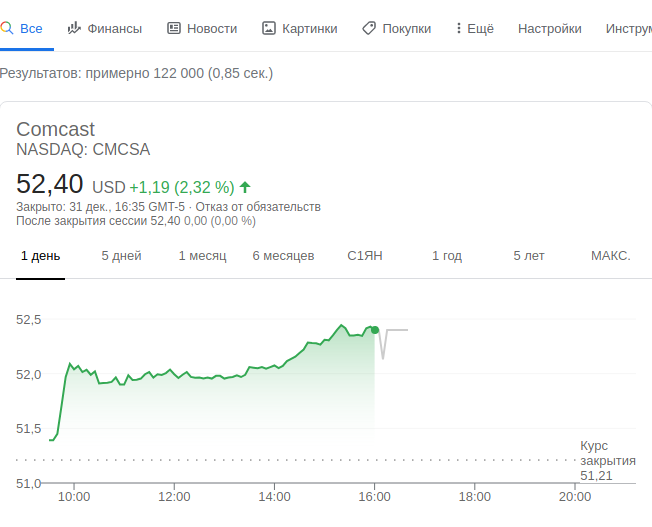 Все Финансы Новости Картинки Покупки Ещё Настройки
Результатов: примерно 122 000 (0,85 сек.)
Comcast
NASDAQ: CMCSA
52,40 USD +1,19 (2,32 %)
Закрыто: 31 дек., 16:35 GMT-5 · Отказ от обязательств
После закрытия сессии 52,40 0,00 (0,00 %)
1 день 5 дней 1 месяц 6 месяцев С1ЯН 1 год 5 лет МАКС.
52,5
52,0
51,5
Курс
закрытия
51,21
51,0
10:00 12:00 14:00 16:00 18:00 20:00